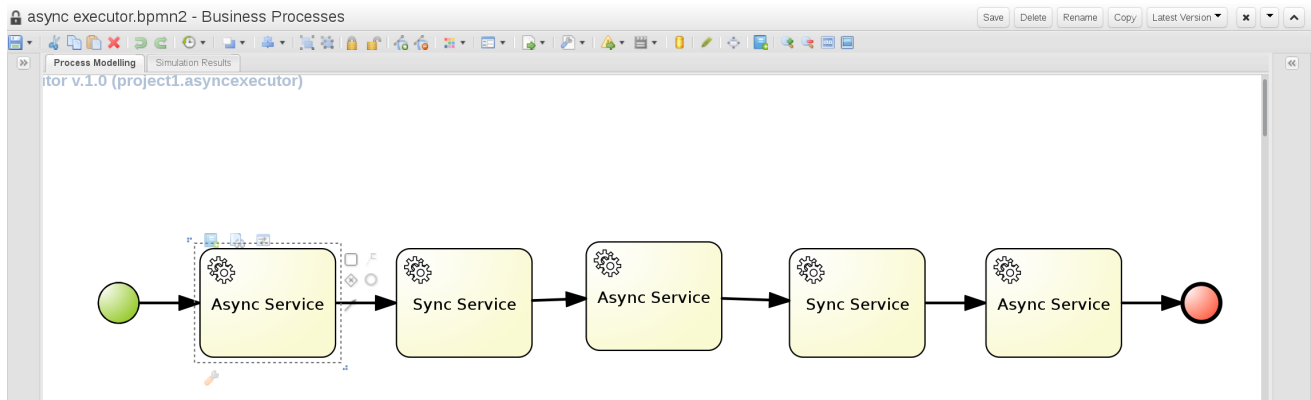 async executor.bpmn2 - Business Processes
Save Delete Rename Copy Latest Version
Process Modelling Simulation Results
tor v.1.0 (project1.asyncexecutor)
Async Service Sync Service Async Service Sync Service Async Service